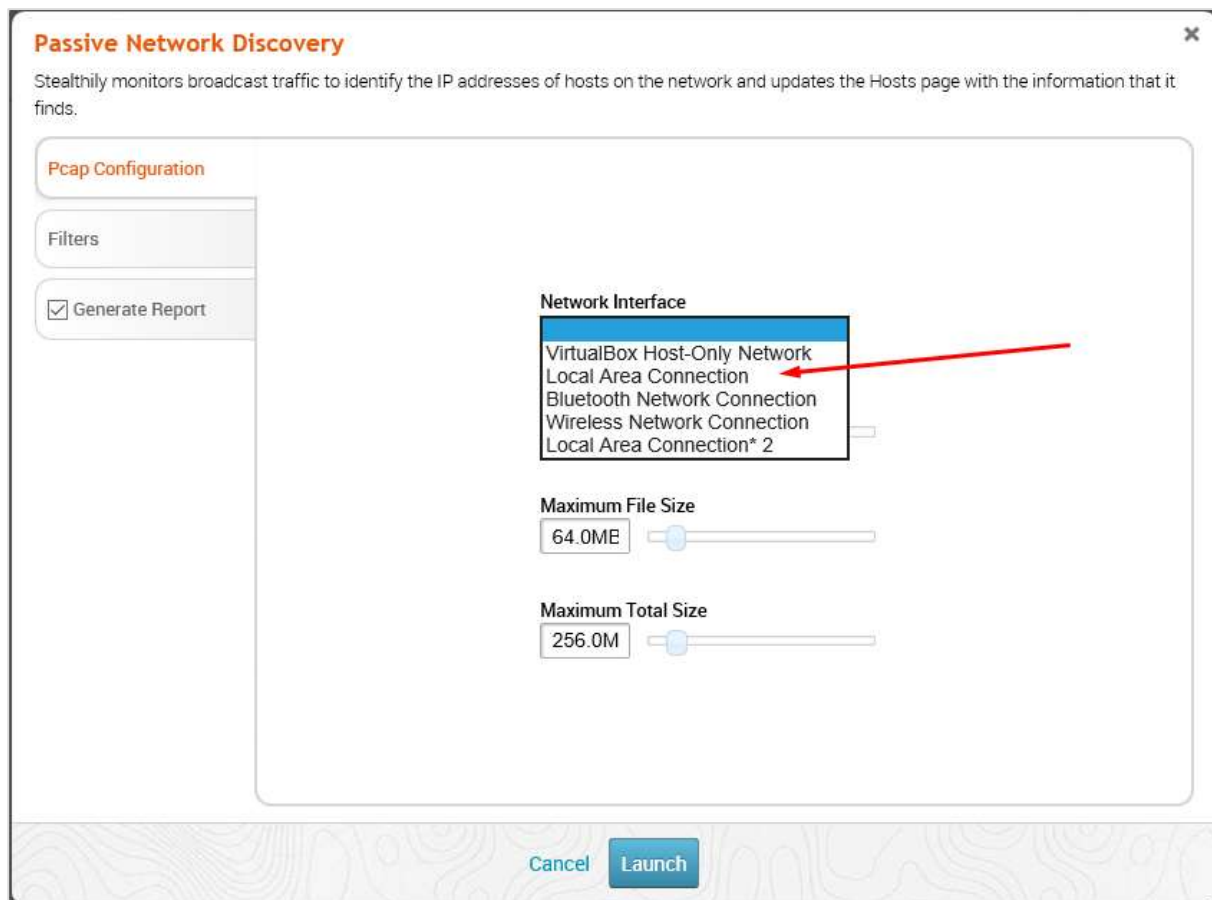 Passive Network Discovery
Stealthily monitors broadcast traffic to identify the IP addresses of hosts on the network and updates the Hosts page with the information that it
finds.
Pcap Configuration
Filters
Generate Report
Network Interface
VirtualBox Host-Only Network
Local Area Connection
Bluetooth Network Connection
Wireless Network Connection
Local Area Connection* 2
Maximum File Size
64.0MB
Maximum Total Size
256.0M
Cancel
Launch